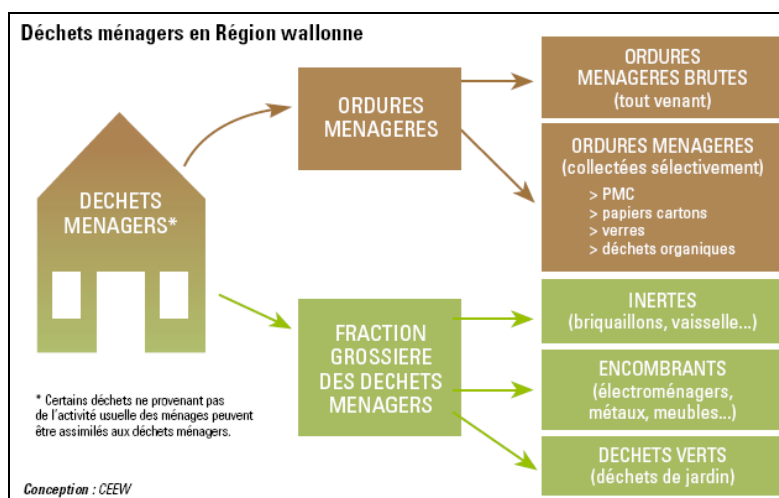 Déchets ménagers en Région wallonne
DECHETS
MENAGERS*
ORDURES
MENAGERES
ORDURES
MENAGERES BRUTES
(tout venant)
ORDURES MENAGERES
(collectées sélectivement)
> PMC
> papiers cartons
> verres
> déchets organiques
FRACTION
GROSSIERE
DES DECHETS
MENAGERS
INERTES
(briquaillons, vaisselle...)
ENCOMBRANTS
(électroménagers,
métaux, meubles...)
DECHETS VERTS
(déchets de jardin)
* Certains déchets ne provenant pas
de l'activité usuelle des ménages peuvent
être assimilés aux déchets ménagers.
Conception : CEEW